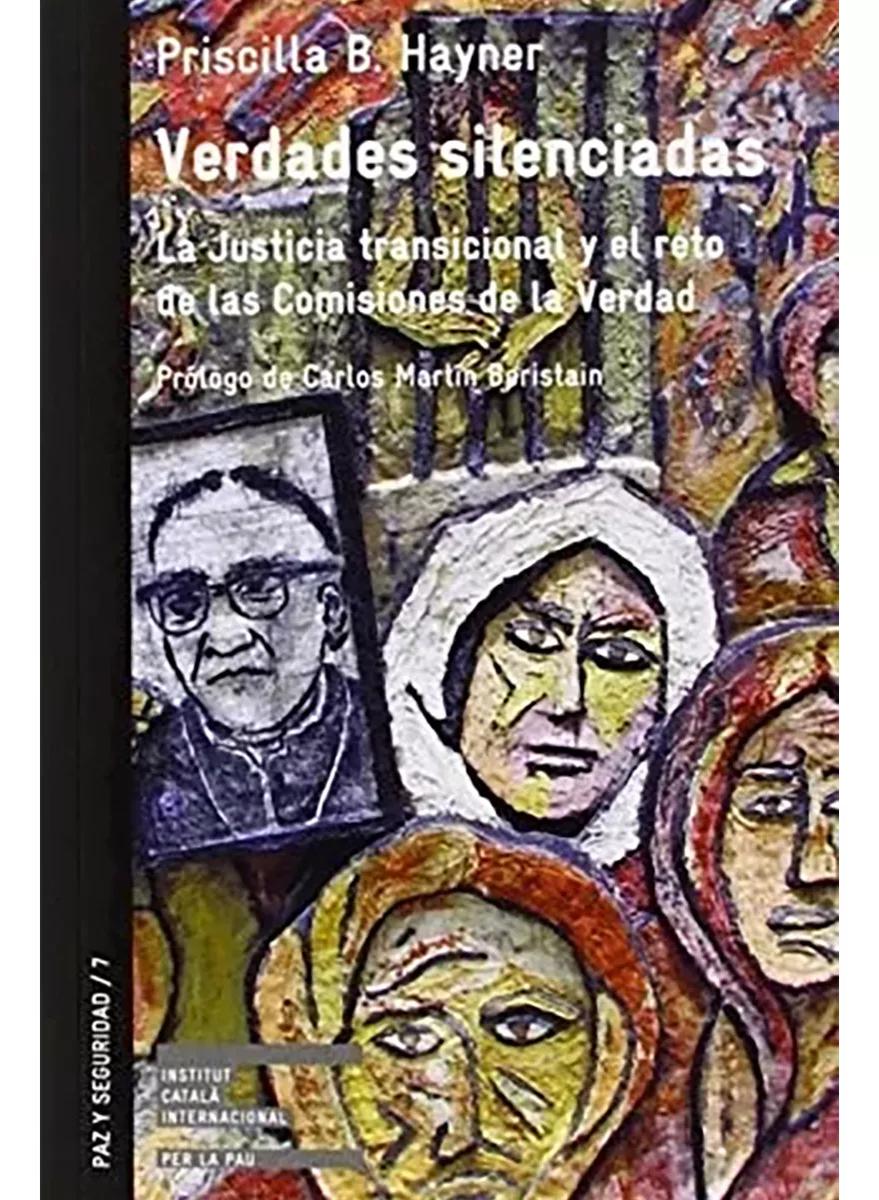 Priscilla B. Hayner
Verdades silenciadas
La Justicia transicional y el reto
de las Comisiones de la Verdad
Prólogo de Carlos Martín Beristain
PAZ Y SEGURIDAD / 7
INSTITUT
CATALÀ
INTERNACIONAL
PER LA PAU